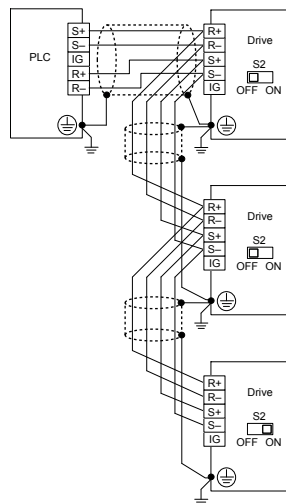 PLC
S+
S–
IG
R+
R–
R+
R–
S+
S–
IG
Drive
S2
OFF ON
R+
R–
S+
S–
IG
Drive
S2
OFF ON
R+
R–
S+
S–
IG
Drive
S2
OFF ON